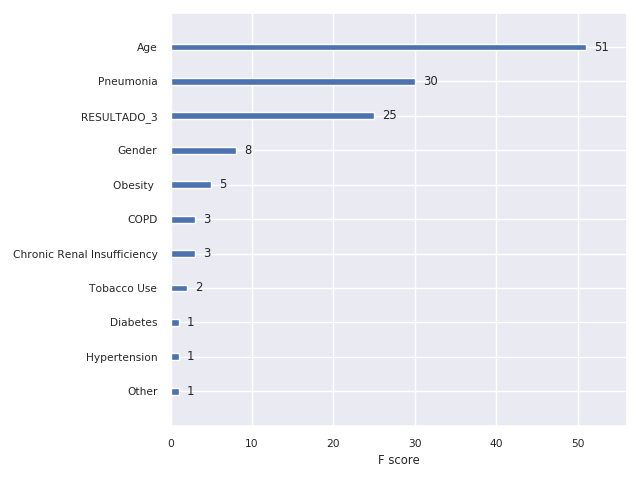 Age 51
Pneumonia 30
RESULTADO_3 25
Gender 8
Obesity 5
COPD 3
Chronic Renal Insufficiency 3
Tobacco Use 2
Diabetes 1
Hypertension 1
Other 1
0 10 20 30 40 50
F score